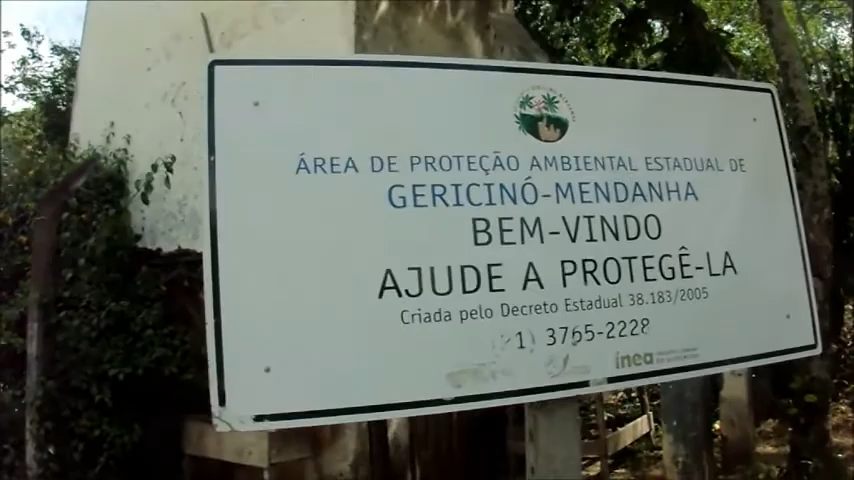 ÁREA DE PROTEÇÃO AMBIENTAL ESTADUAL DE
GERICINÓ-MENDANHA
BEM-VINDO
AJUDE A PROTEGÊ-LA
Criada pelo Decreto Estadual 38.183/2005
3765-2228
inea